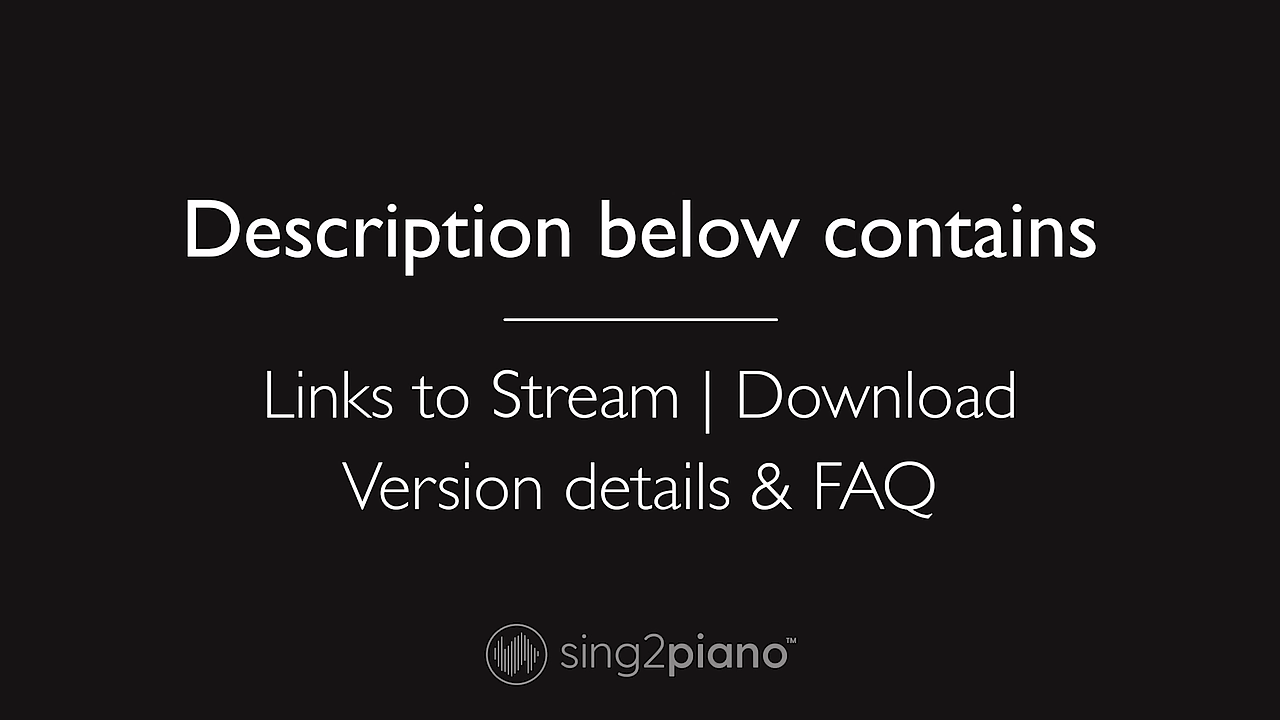 Description below contains
Links to Stream | Download
Version details & FAQ
sing2piano™